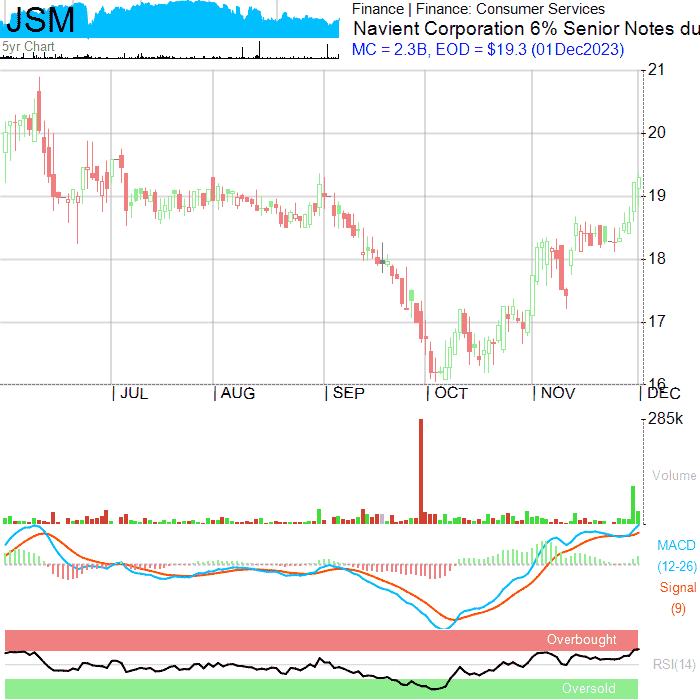 JSM
5yr Chart
Finance | Finance: Consumer Services
Navient Corporation 6% Senior Notes du
MC = 2.3B, EOD = $19.3 (01Dec2023)
21
20
19
18
17
16
JUL
AUG
SEP
OCT
NOV
DEC
285k
Volume
MACD
(12-26)
Signal
(9)
Overbought
RSI(14)
Oversold